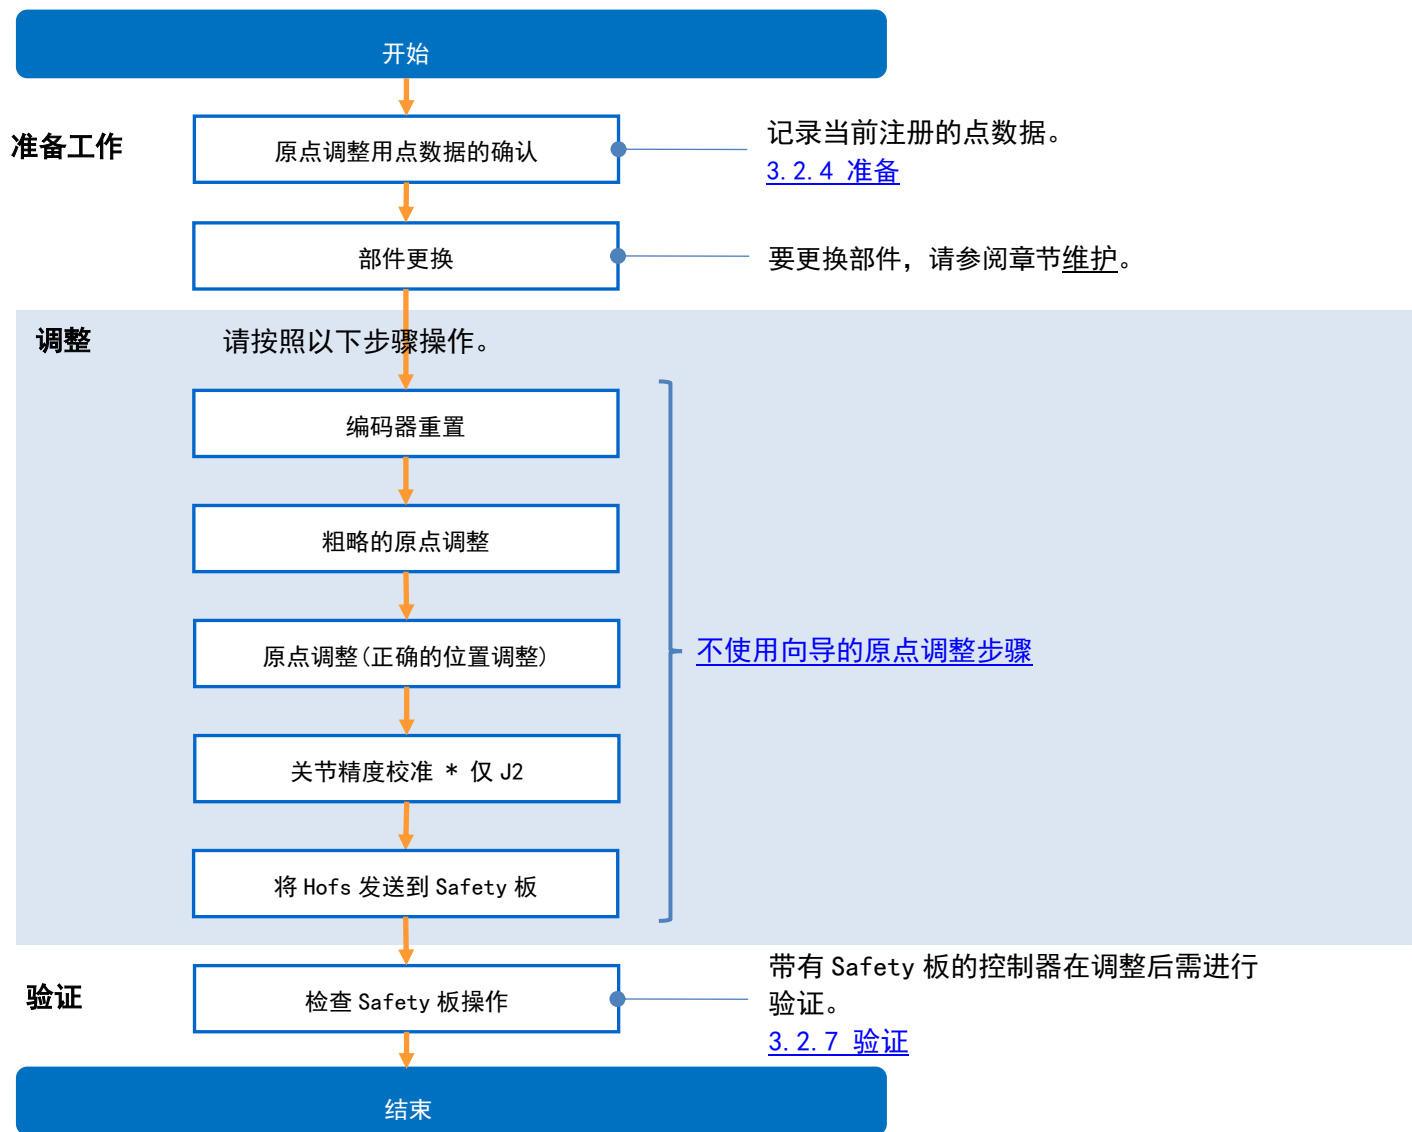 开始
准备工作
原点调整用点数据的确认
记录当前注册的点数据。
3.2.4 准备
部件更换
要更换部件，请参阅章节维护。
调整
请按照以下步骤操作。
编码器重置
粗略的原点调整
原点调整(正确的位置调整)
不使用向导的原点调整步骤
关节精度校准 * 仅 J2
将 Hofs 发送到 Safety 板
验证
检查 Safety 板操作
带有 Safety 板的控制器在调整后需进行
验证。
3.2.7 验证
结束